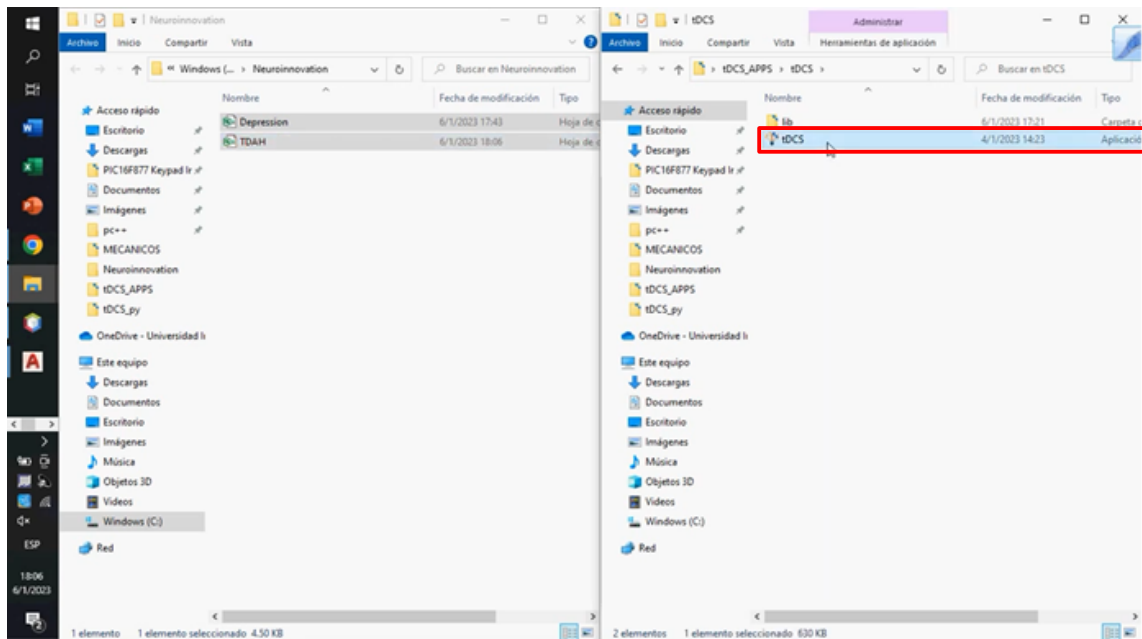 Neuroinnovation
Archivo Inicio Compartir Vista
Windows (... > Neuroinnovation
Buscar en Neuroinnovation
Nombre Fecha de modificación Tipo
Acceso rápido
Escritorio
Descargas
PIC16F877 Keypad Ir
Documentos
Imágenes
pc++
MECANICOS
Neuroinnovation
tDCS_APPS
tDCS_py
OneDrive - Universidad I
Este equipo
Descargas
Documentos
Escritorio
Imágenes
Música
Objetos 3D
Videos
Windows (C:)
Red
Depression 6/1/2023 17:43 Hoja de c
TDAH 6/1/2023 18:06 Hoja de c
1 elemento 1 elemento seleccionado 4.50 KB
tDCS
Administrar
Archivo Inicio Compartir Vista Herramientas de aplicación
tDCS_APPS > tDCS >
Buscar en tDCS
Nombre Fecha de modificación Tipo
Acceso rápido
Escritorio
Descargas
PIC16F877 Keypad Ir
Documentos
Imágenes
pc++
MECANICOS
Neuroinnovation
tDCS_APPS
tDCS_py
OneDrive - Universidad I
Este equipo
Descargas
Documentos
Escritorio
Imágenes
Música
Objetos 3D
Videos
Windows (C:)
Red
lib 6/1/2023 17:21 Carpeta c
tDCS 4/1/2023 14:23 Aplicació
2 elementos 1 elemento seleccionado 630 KB
ESP
18:06
6/1/2023